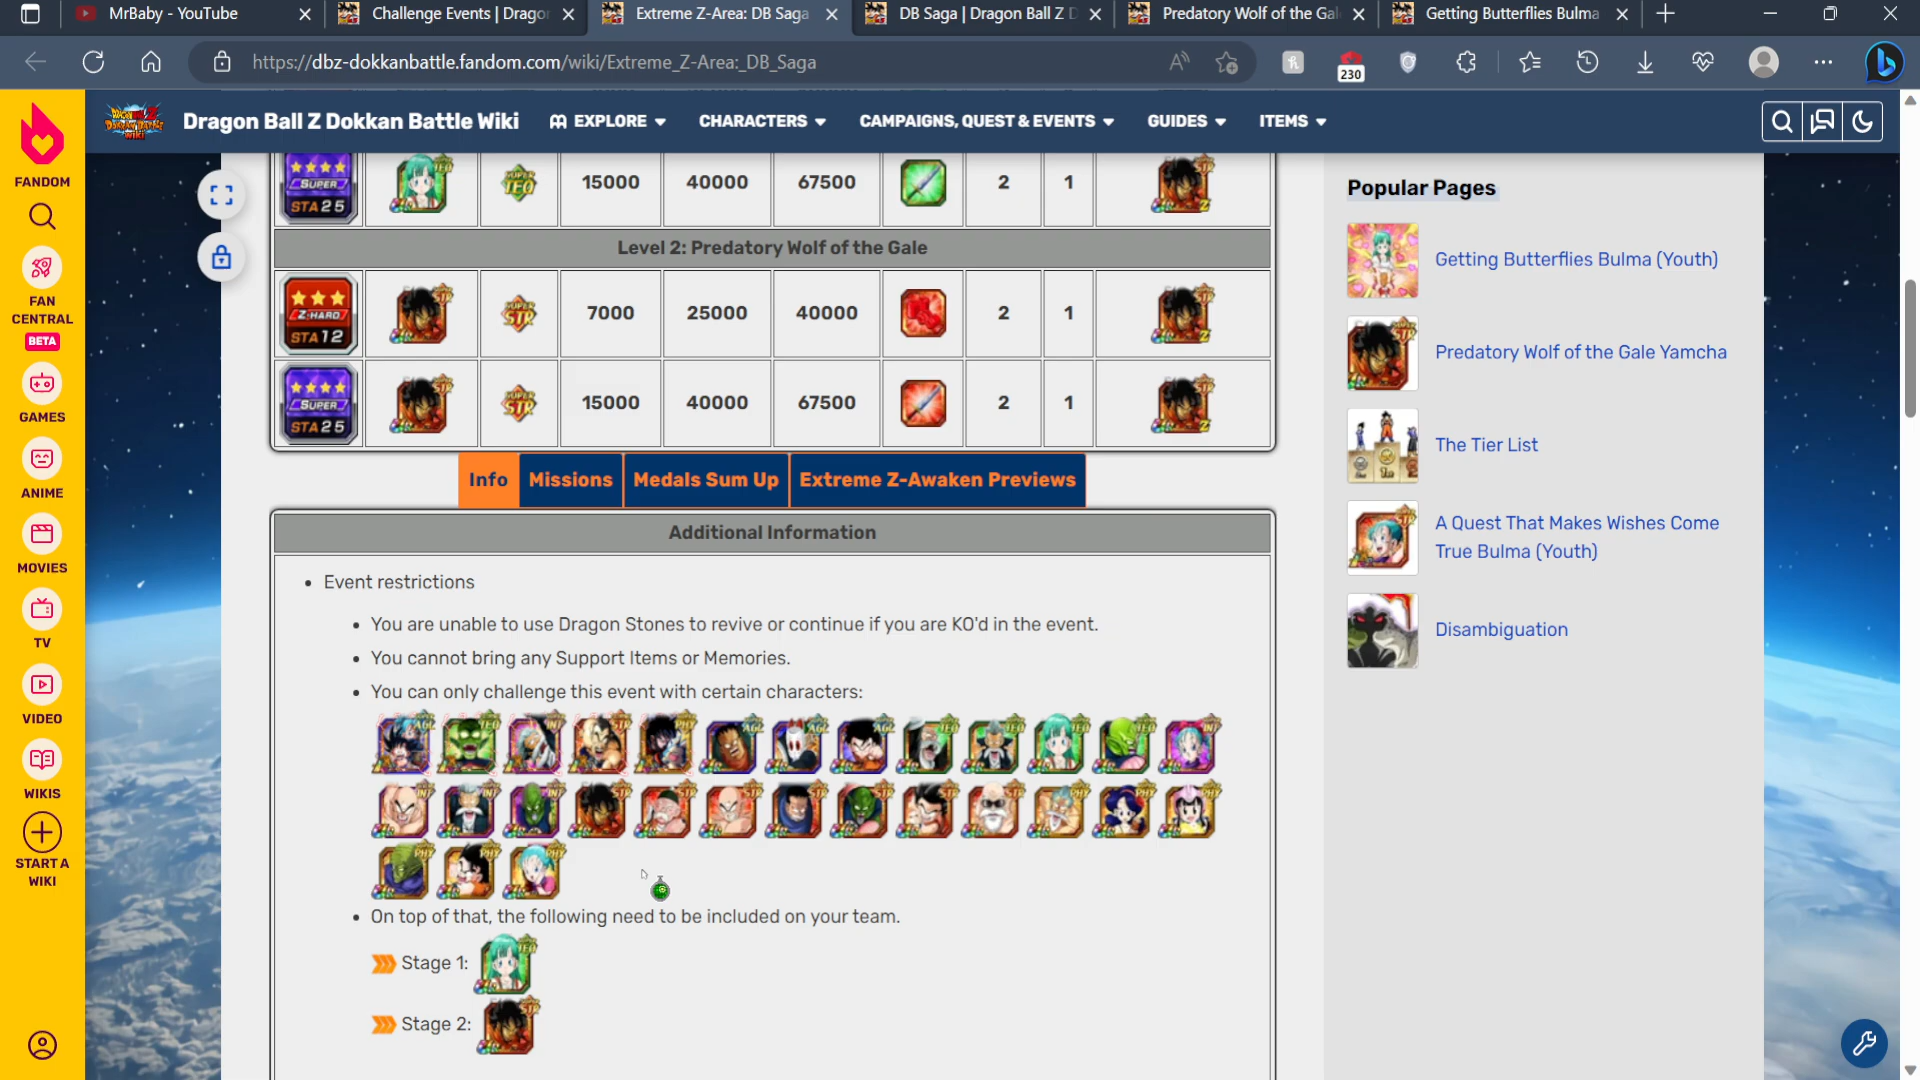 MrBaby - YouTube
Challenge Events | Drago
Extreme Z-Area: DB Saga
DB Saga | Dragon Ball Z D
Predatory Wolf of the Gal
Getting Butterflies Bulma
https://dbz-dokkanbattle.fandom.com/wiki/Extreme_Z-Area:_DB_Saga
230
FANDOM
FAN CENTRAL
BETA
GAMES
ANIME
MOVIES
TV
VIDEO
WIKIS
START A WIKI
Dragon Ball Z Dokkan Battle Wiki
EXPLORE
CHARACTERS
CAMPAIGNS, QUEST & EVENTS
GUIDES
ITEMS
SUPER STA 25 TEQ SUPER TEQ 15000 40000 67500 2 1 Z
Level 2: Predatory Wolf of the Gale
Z-HARD STA 12 STR SUPER STR 7000 25000 40000 2 1 Z
SUPER STA 25 STR SUPER STR 15000 40000 67500 2 1 Z
Info Missions Medals Sum Up Extreme Z-Awaken Previews
Additional Information
• Event restrictions
• You are unable to use Dragon Stones to revive or continue if you are KO'd in the event.
• You cannot bring any Support Items or Memories.
• You can only challenge this event with certain characters:
• On top of that, the following need to be included on your team.
Stage 1:
Stage 2:
Popular Pages
Getting Butterflies Bulma (Youth)
Predatory Wolf of the Gale Yamcha
The Tier List
A Quest That Makes Wishes Come
True Bulma (Youth)
Disambiguation